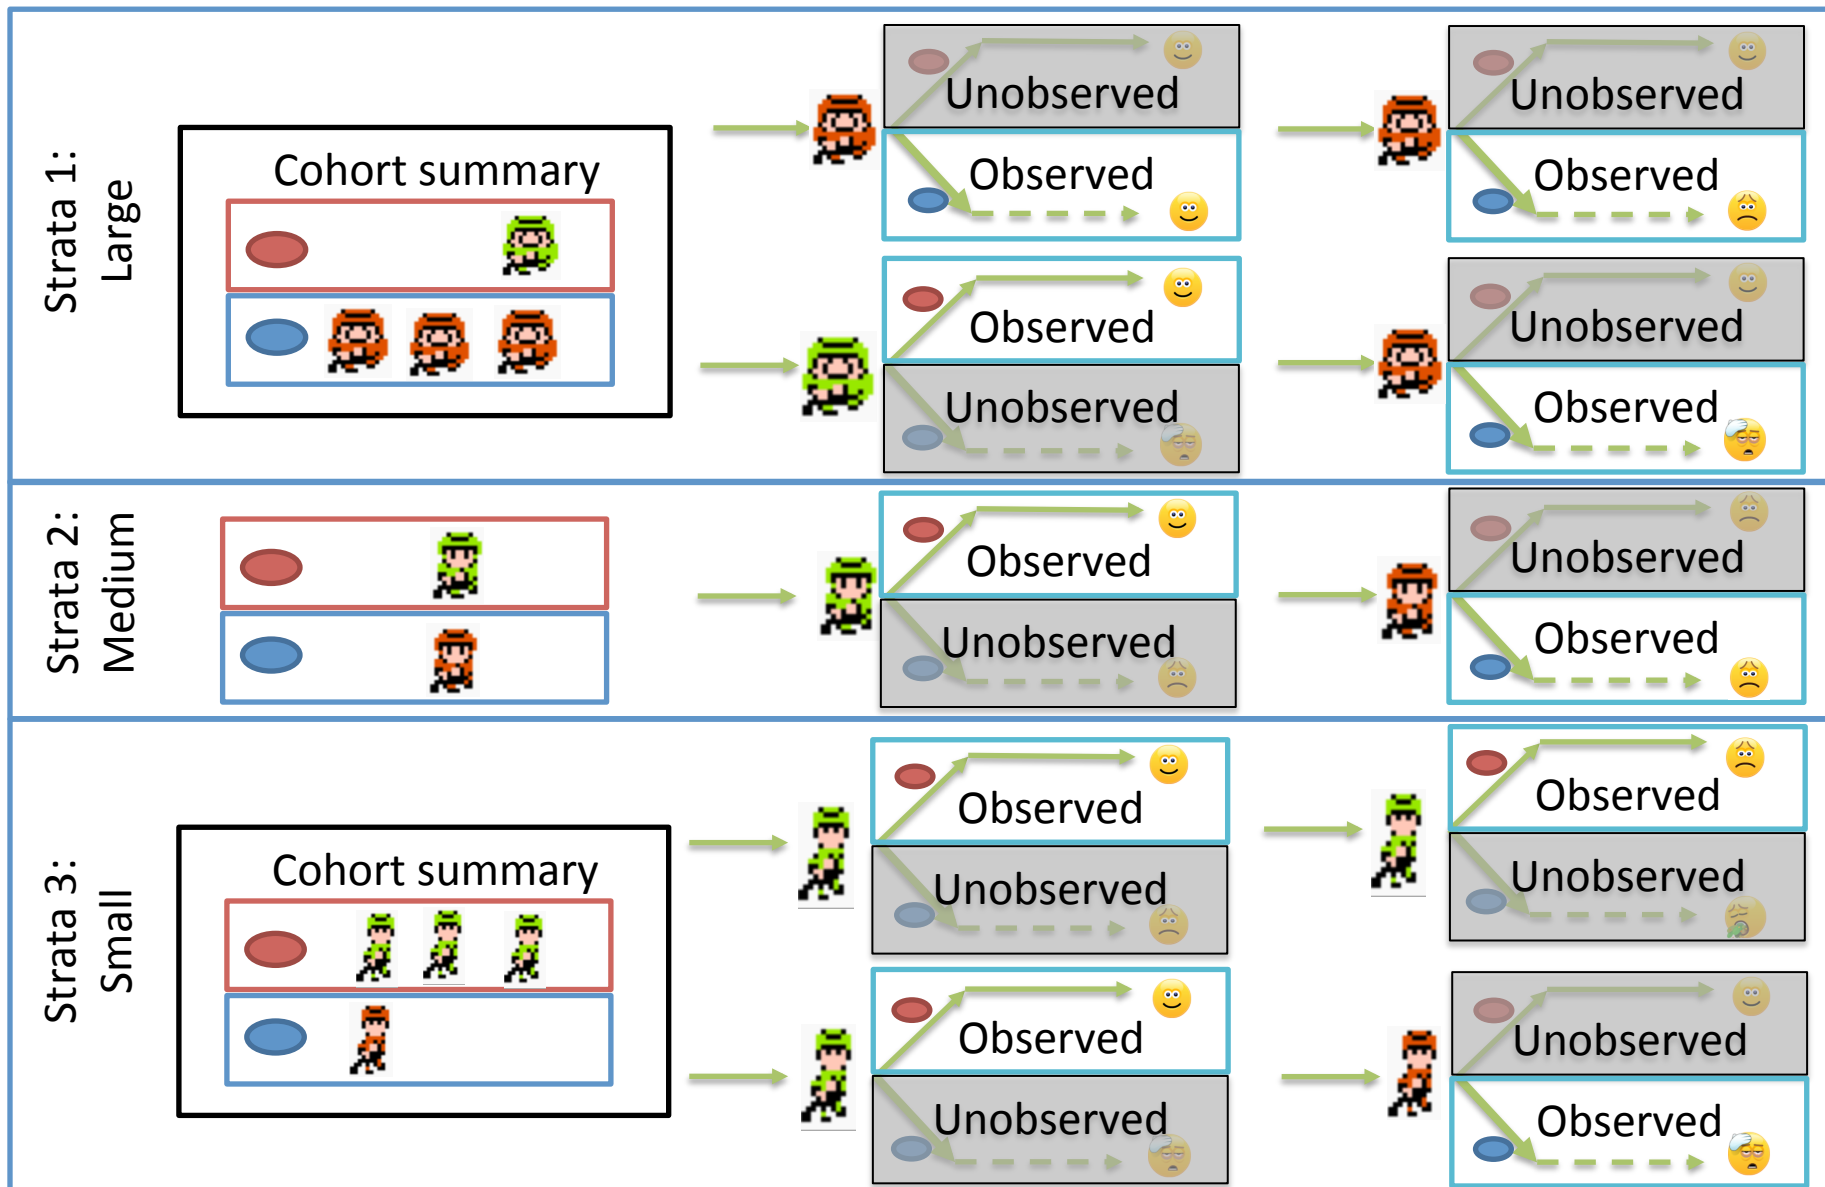 Strata 1:
Large
Cohort summary
Unobserved
Observed
Unobserved
Observed
Observed
Unobserved
Unobserved
Observed
Strata 2:
Medium
Observed
Unobserved
Unobserved
Observed
Strata 3:
Small
Cohort summary
Observed
Unobserved
Observed
Unobserved
Observed
Unobserved
Unobserved
Observed